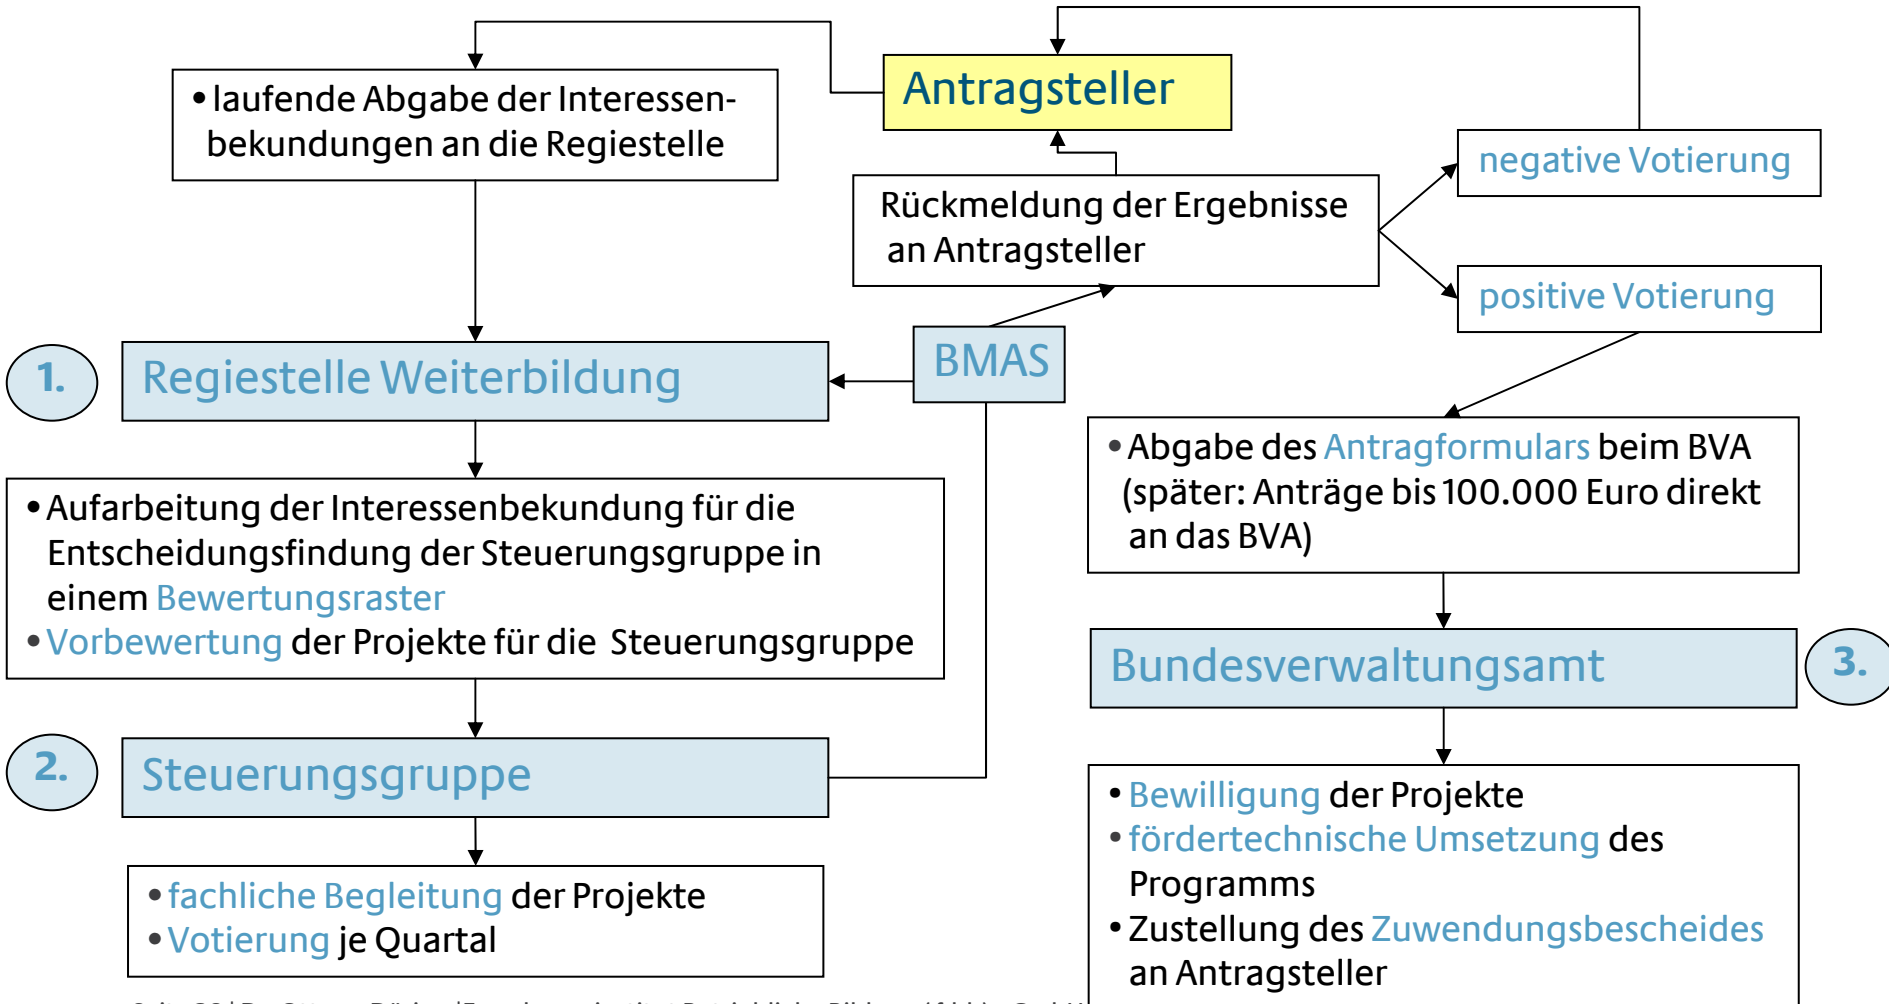 Antragsteller
• laufende Abgabe der Interessen-
bekundungen an die Regiestelle
Rückmeldung der Ergebnisse
an Antragsteller
negative Votierung
positive Votierung
1.
Regiestelle Weiterbildung
BMAS
• Aufarbeitung der Interessenbekundung für die
Entscheidungsfindung der Steuerungsgruppe in
einem Bewertungsraster
• Vorbewertung der Projekte für die Steuerungsgruppe
2.
Steuerungsgruppe
• fachliche Begleitung der Projekte
• Votierung je Quartal
• Abgabe des Antragformulars beim BVA
(später: Anträge bis 100.000 Euro direkt
an das BVA)
Bundesverwaltungsamt
3.
• Bewilligung der Projekte
• fördertechnische Umsetzung des
Programms
• Zustellung des Zuwendungsbescheides
an Antragsteller